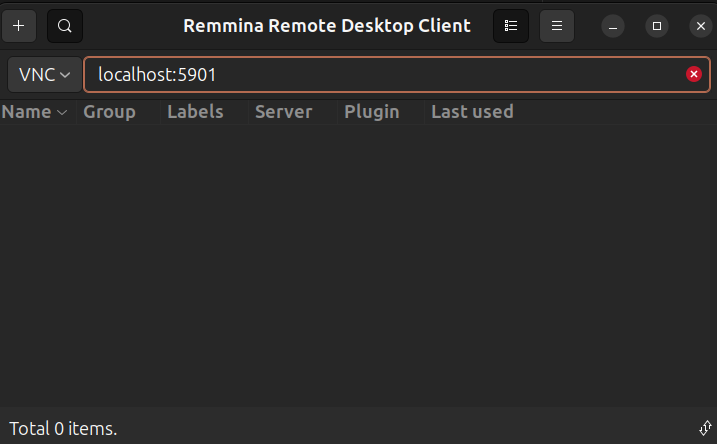 Remmina Remote Desktop Client
VNC localhost:5901
Name Group Labels Server Plugin Last used
Total 0 items.